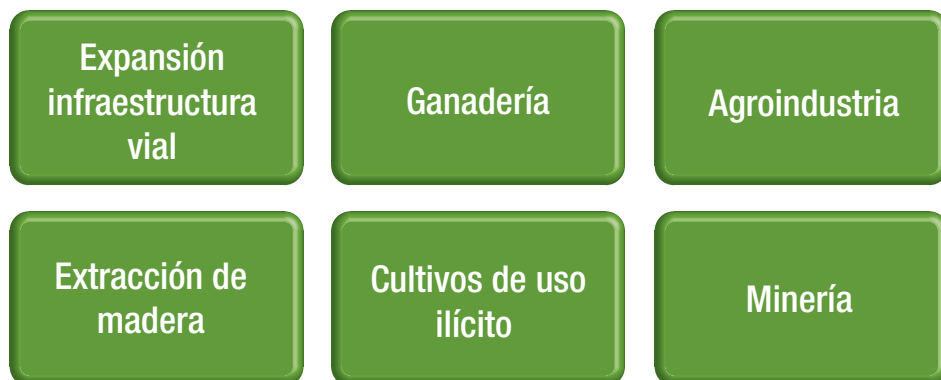 Expansión
infraestructura
vial
Ganadería
Agroindustria
Extracción de
madera
Cultivos de uso
ilícito
Minería